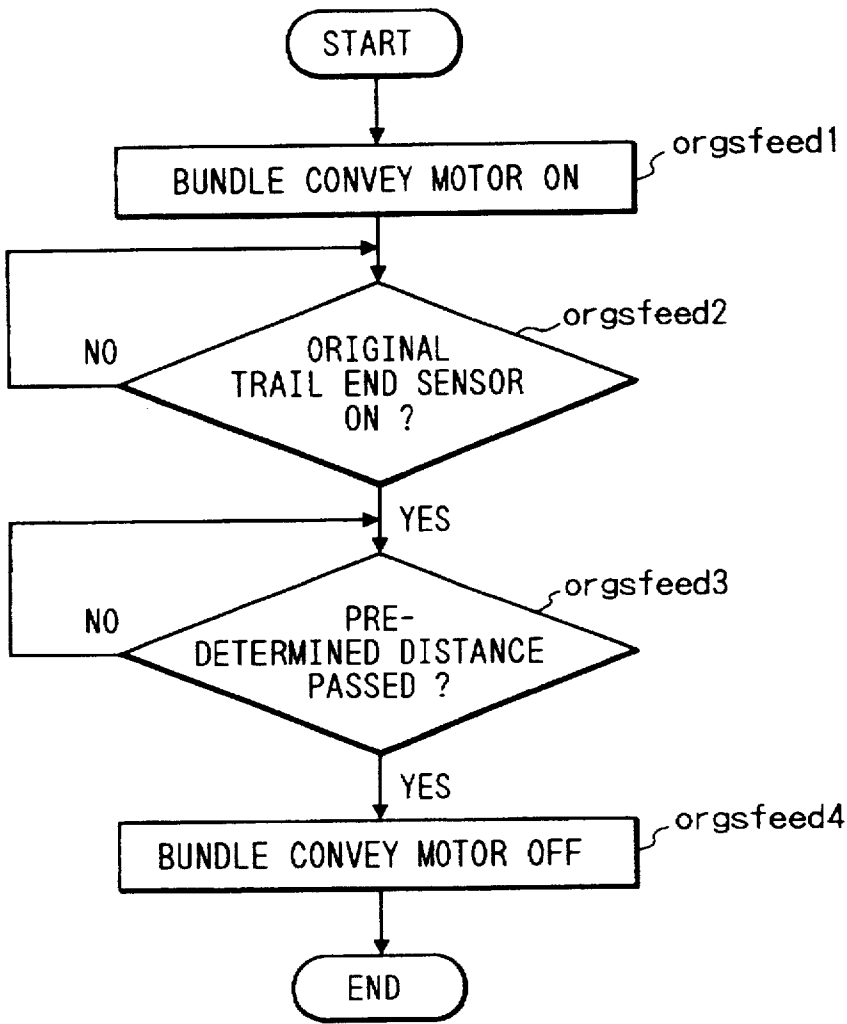 START
BUNDLE CONVEY MOTOR ON
orgsfeed1
orgsfeed2
NO
ORIGINAL
TRAIL END SENSOR
ON ?
YES
orgsfeed3
NO
PRE-
DETERMINED DISTANCE
PASSED ?
YES
orgsfeed4
BUNDLE CONVEY MOTOR OFF
END